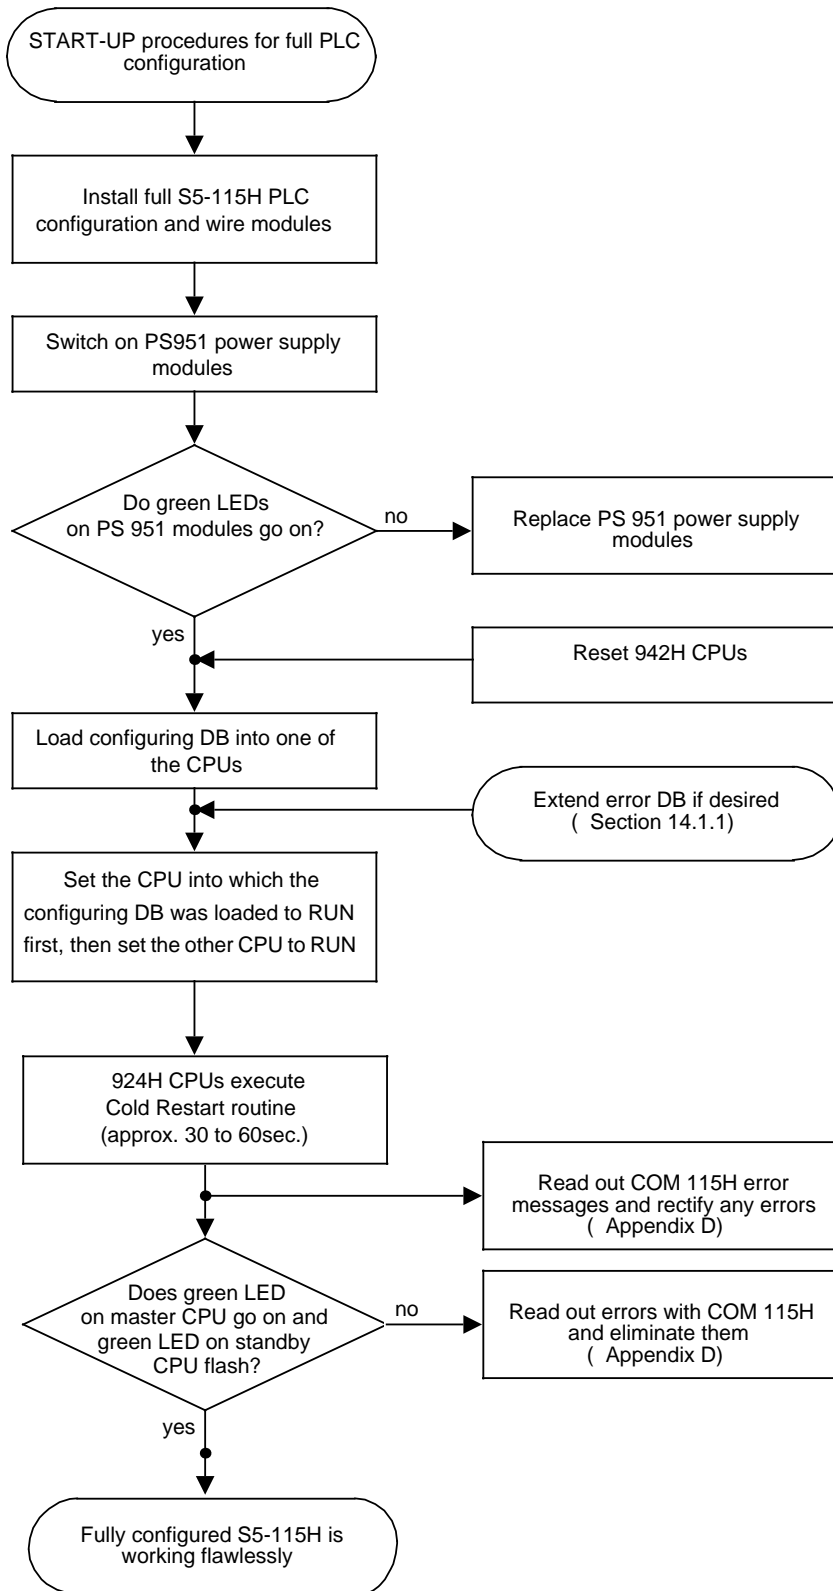 START-UP procedures for full PLC
configuration
Install full S5-115H PLC
configuration and wire modules
Switch on PS951 power supply
modules
Do green LEDs
on PS 951 modules go on?
no
Replace PS 951 power supply
modules
yes
Reset 942H CPUs
Load configuring DB into one of
the CPUs
Extend error DB if desired
( Section 14.1.1)
Set the CPU into which the
configuring DB was loaded to RUN
first, then set the other CPU to RUN
924H CPUs execute
Cold Restart routine
(approx. 30 to 60sec.)
Read out COM 115H error
messages and rectify any errors
( Appendix D)
Does green LED
on master CPU go on and
green LED on standby
CPU flash?
no
Read out errors with COM 115H
and eliminate them
( Appendix D)
yes
Fully configured S5-115H is
working flawlessly